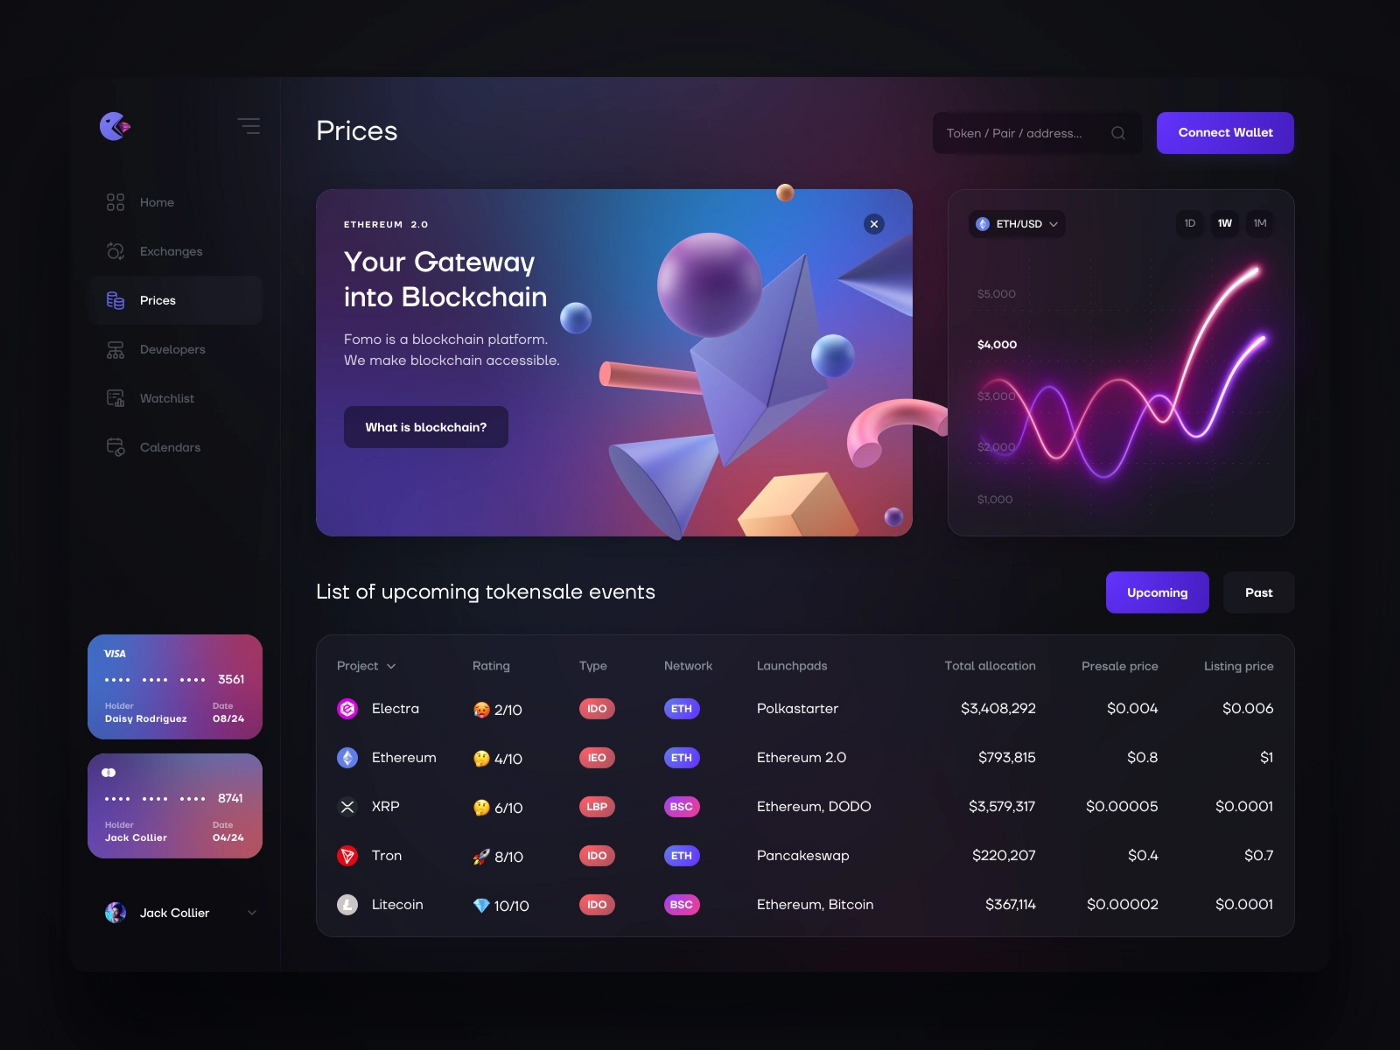 Prices
Token / Pair / address...
Connect Wallet
Home
Exchanges
Prices
Developers
Watchlist
Calendars
ETHEREUM 2.0
Your Gateway
into Blockchain
Fomo is a blockchain platform.
We make blockchain accessible.
What is blockchain?
ETH/USD
1D 1W 1M
$5,000
$4,000
$3,000
$2,000
$1,000
List of upcoming tokensale events
Upcoming
Past
Project Rating Type Network Launchpads Total allocation Presale price Listing price
Electra 2/10 IDO ETH Polkastarter $3,408,292 $0.004 $0.006
Ethereum 4/10 IEO ETH Ethereum 2.0 $793,815 $0.8 $1
XRP 6/10 LBP BSC Ethereum, DODO $3,579,317 $0.00005 $0.0001
Tron 8/10 IDO ETH Pancakeswap $220,207 $0.4 $0.7
Litecoin 10/10 IDO BSC Ethereum, Bitcoin $367,114 $0.00002 $0.0001
VISA
•••• •••• •••• 3561
Holder Date
Daisy Rodriguez 08/24
•••• •••• •••• 8741
Holder Date
Jack Collier 04/24
Jack Collier